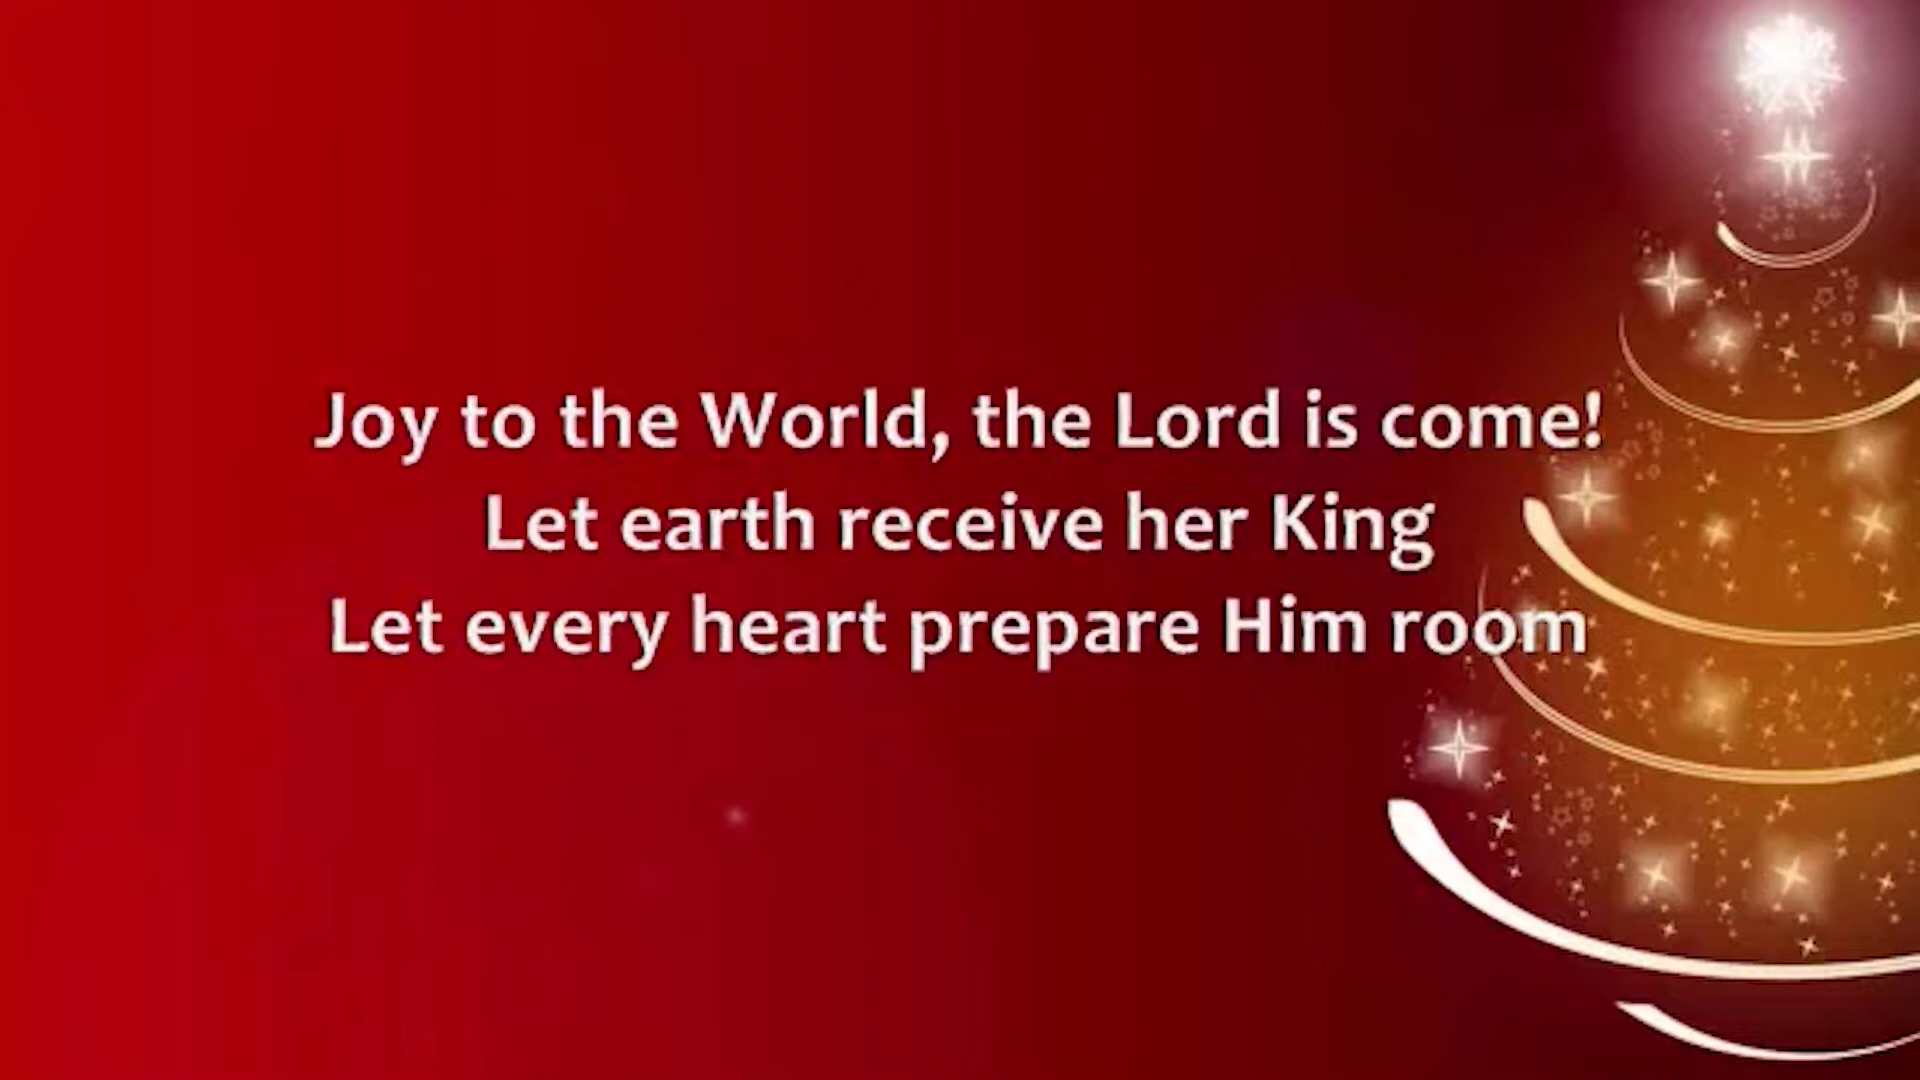 Joy to the World, the Lord is come!
Let earth receive her King
Let every heart prepare Him room